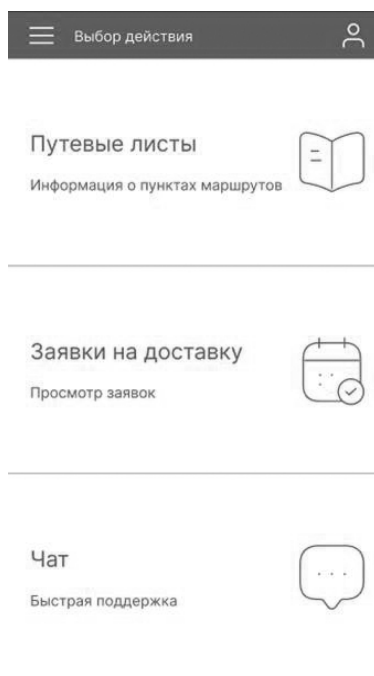 Выбор действия
Путевые листы
Информация о пунктах маршрутов
Заявки на доставку
Просмотр заявок
Чат
Быстрая поддержка